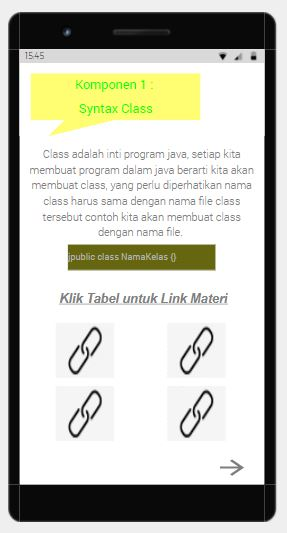 15.45
Komponen 1 :
Syntax Class
Class adalah inti program java, setiap kita
membuat program dalam java berarti kita akan
membuat class, yang perlu diperhatikan nama
class harus sama dengan nama file class
tersebut contoh kita akan membuat class
dengan nama file.
jpublic class NamaKelas {}
Klik Tabel untuk Link Materi